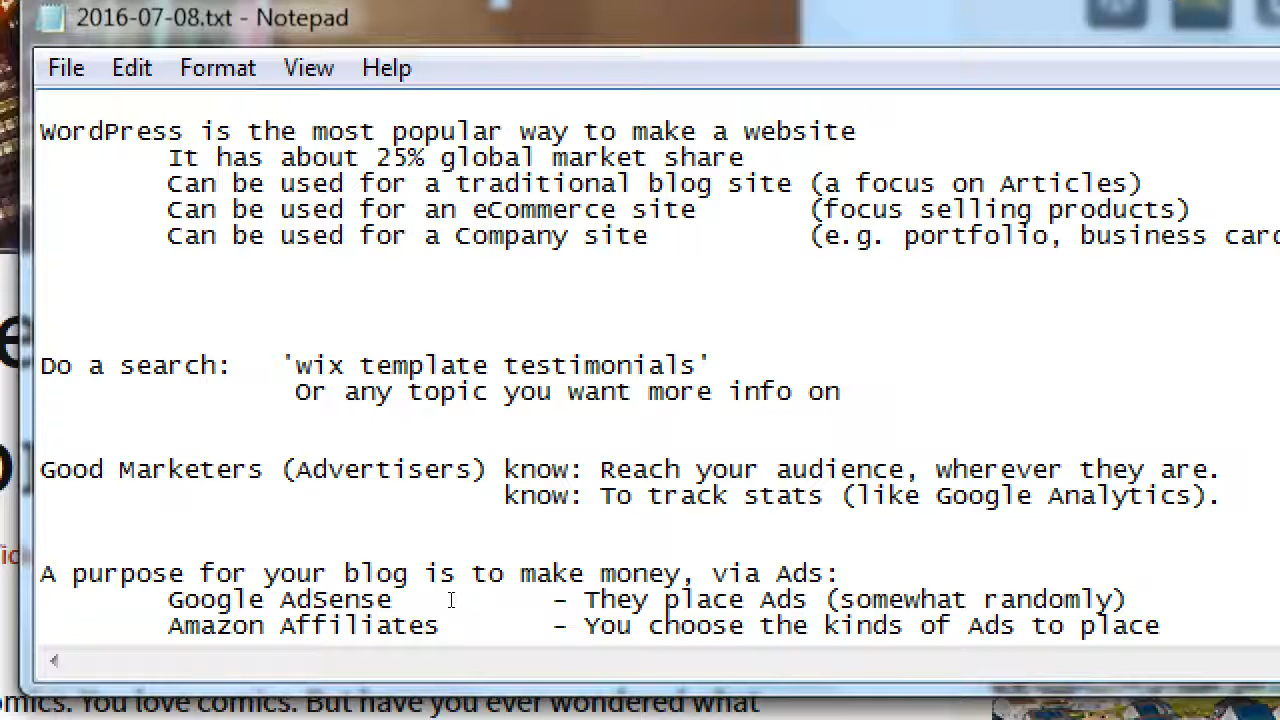 2016-07-08.txt - Notepad
File Edit Format View Help
WordPress is the most popular way to make a website
It has about 25% global market share
Can be used for a traditional blog site (a focus on Articles)
Can be used for an eCommerce site (focus selling products)
Can be used for a Company site (e.g. portfolio, business card
Do a search: 'wix template testimonials'
Or any topic you want more info on
Good Marketers (Advertisers) know: Reach your audience, wherever they are.
know: To track stats (like Google Analytics).
A purpose for your blog is to make money, via Ads:
Google AdSense - They place Ads (somewhat randomly)
Amazon Affiliates - You choose the kinds of Ads to place
omics. You love comics. But have you ever wondered what